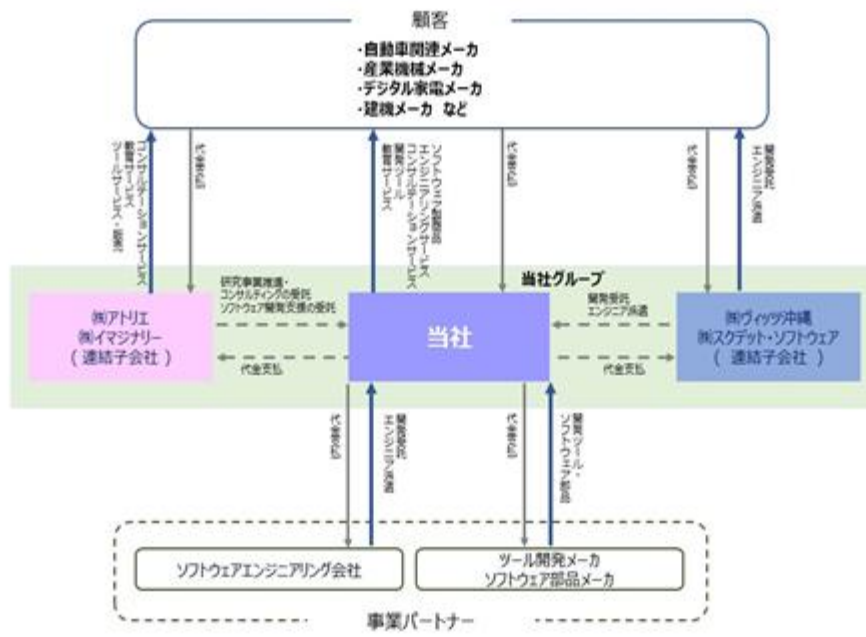 顧客
・自動車関連メーカ
・産業機械メーカ
・デジタル家電メーカ
・建機メーカ など
コンサルテーションサービス
教育サービス
ツールサービス・販売
代金支払
ソフトウェア制部品
エンジニアリングサービス
コンサルテーションサービス
開発ツール
教育サービス
代金支払
代金支払
開発受託
エンジニア派遣
当社グループ
㈱アトリエ
㈱イマジナリー
( 連結子会社 )
研究事業推進・
コンサルティングの受託
ソフトウェア開発支援の受託
代金支払
当社
開発受託
エンジニア派遣
代金支払
㈱ヴィッツ沖縄
㈱スクデット・ソフトウェア
( 連結子会社 )
代金支払
開発受託
エンジニア派遣
代金支払
開発ツール・
ソフトウェア部品
ソフトウェアエンジニアリング会社
ツール開発メーカ
ソフトウェア部品メーカ
事業パートナー